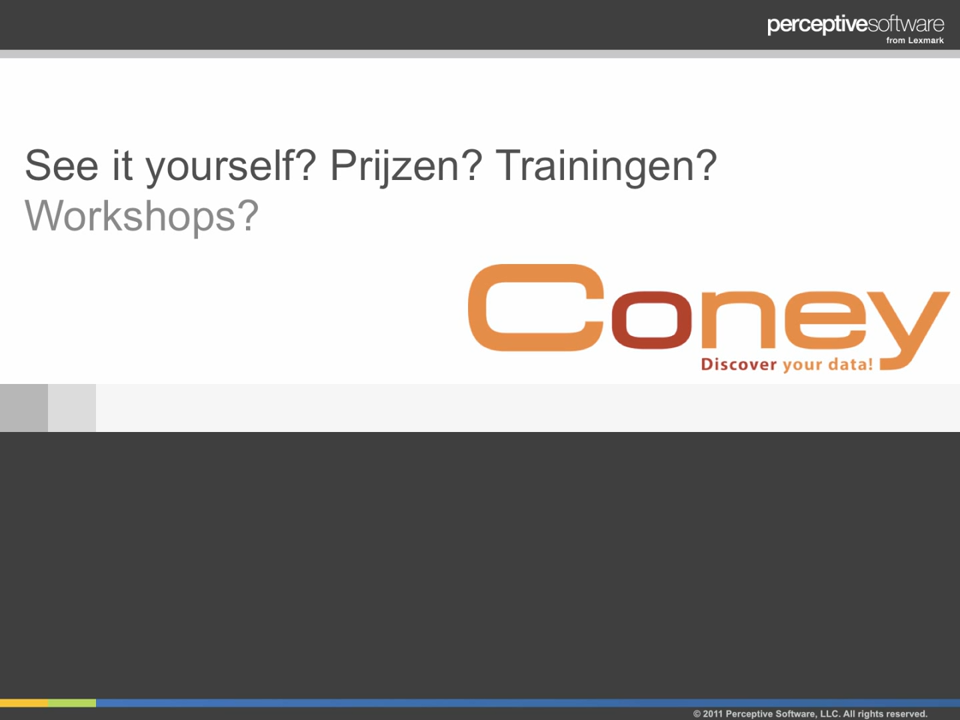 perceptivesoftware
from Lexmark
See it yourself? Prijzen? Trainingen?
Workshops?
Coney
Discover your data!
© 2011 Perceptive Software, LLC. All rights reserved.